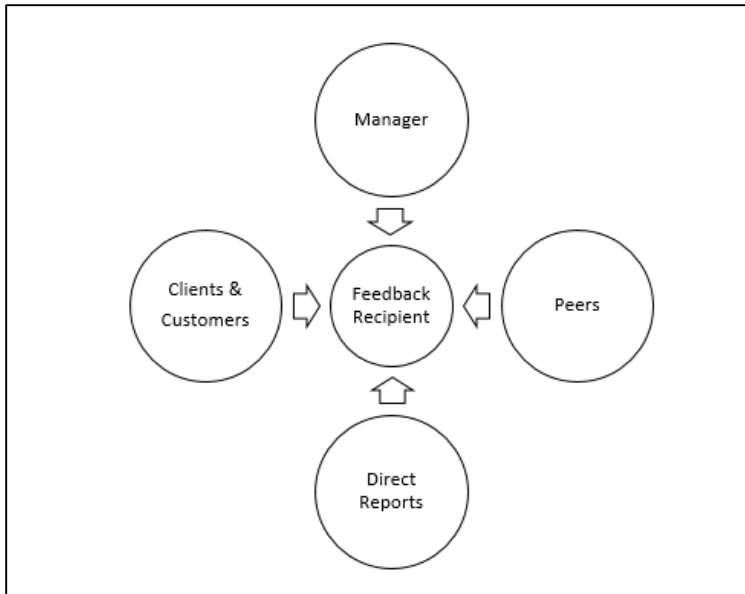 Manager
Clients &
Customers
Feedback
Recipient
Peers
Direct
Reports